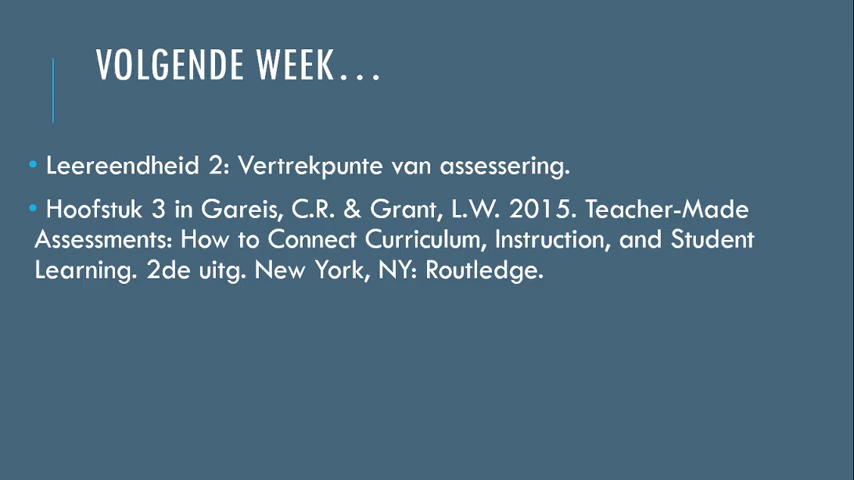 VOLGENDE WEEK...
• Leereendheid 2: Vertrekpunte van assessering.
• Hoofstuk 3 in Gareis, C.R. & Grant, L.W. 2015. Teacher-Made
Assessments: How to Connect Curriculum, Instruction, and Student
Learning. 2de uitg. New York, NY: Routledge.